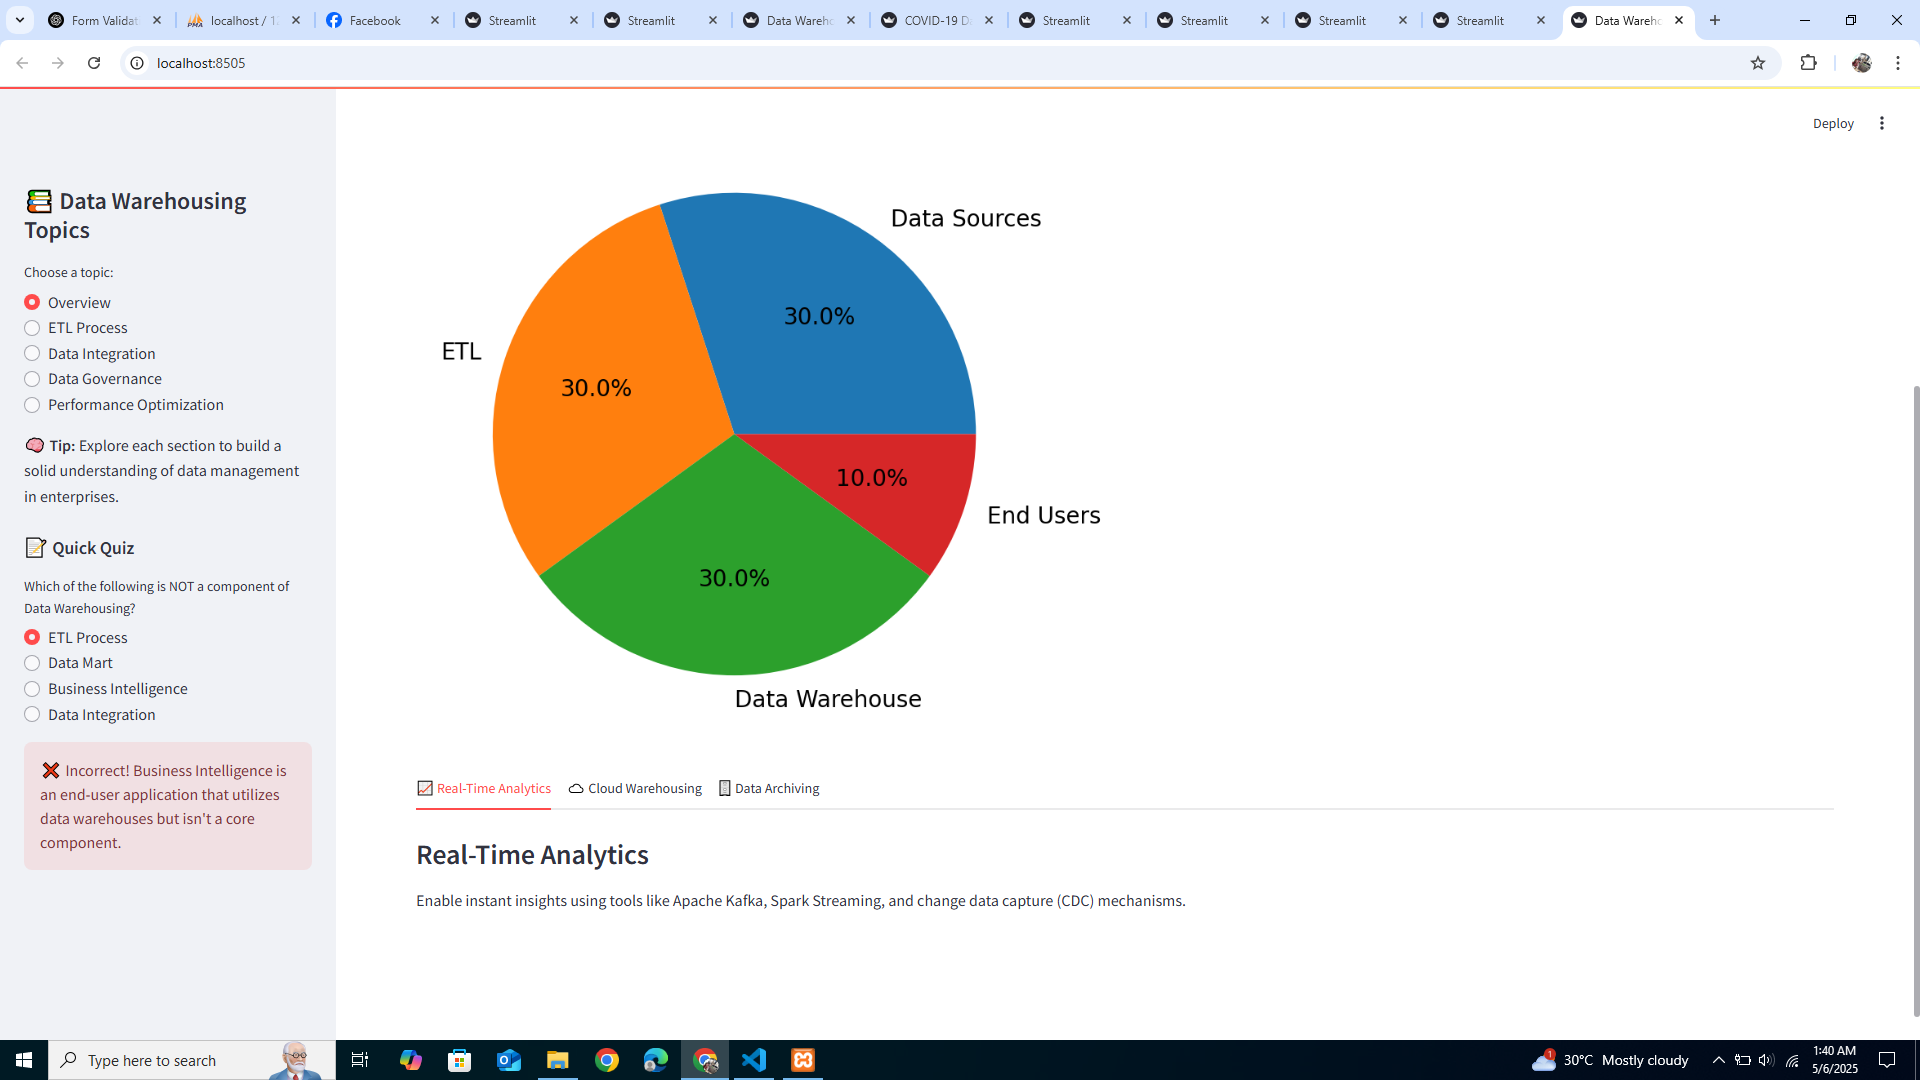 Form Validat
localhost / 12
Facebook
Streamlit
Streamlit
Data Wareho
COVID-19 Da
Streamlit
Streamlit
Streamlit
Streamlit
Data Wareho
localhost:8505
Deploy
Data Warehousing
Topics
Choose a topic:
Overview
ETL Process
Data Integration
Data Governance
Performance Optimization
Tip: Explore each section to build a
solid understanding of data management
in enterprises.
Quick Quiz
Which of the following is NOT a component of
Data Warehousing?
ETL Process
Data Mart
Business Intelligence
Data Integration
Incorrect! Business Intelligence is
an end-user application that utilizes
data warehouses but isn't a core
component.
Data Sources
30.0%
ETL
30.0%
10.0%
End Users
30.0%
Data Warehouse
Real-Time Analytics
Cloud Warehousing
Data Archiving
Real-Time Analytics
Enable instant insights using tools like Apache Kafka, Spark Streaming, and change data capture (CDC) mechanisms.
Type here to search
1
30°C Mostly cloudy
1:40 AM
5/6/2025